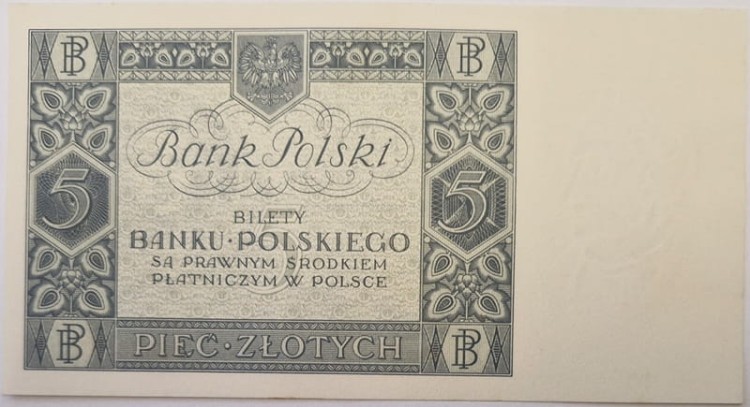 BP BP
Bank Polski
5 5
BILETY
BANKU·POLSKIEGO
SĄ PRAWNYM ŚRODKIEM
PŁATNICZYM W POLSCE
BP PIĘĆ·ZŁOTYCH BP